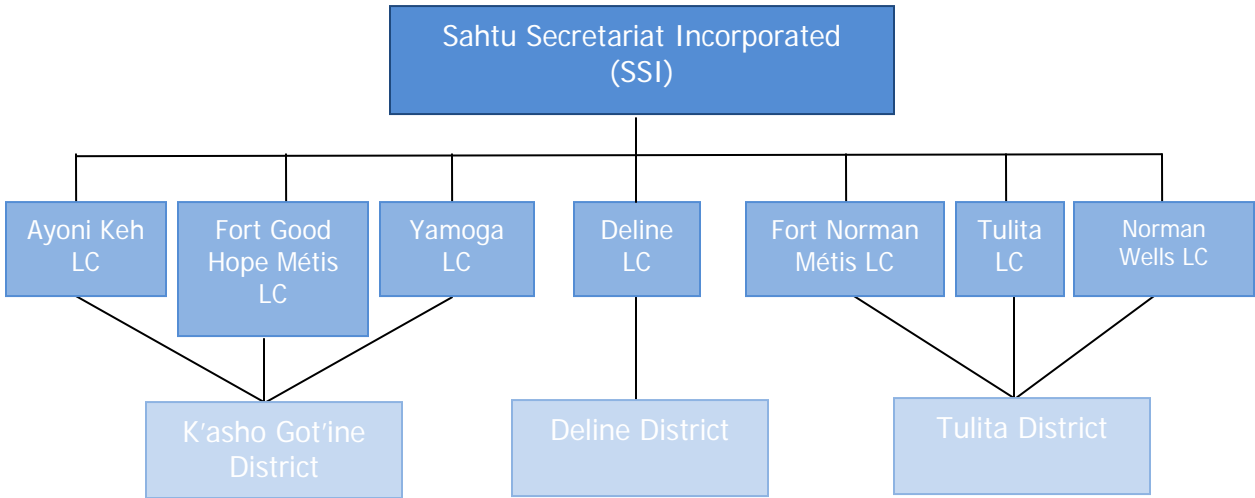 Sahtu Secretariat Incorporated
(SSI)
Ayoni Keh
LC
Fort Good
Hope Métis
LC
Yamoga
LC
Deline
LC
Fort Norman
Métis LC
Tulita
LC
Norman
Wells LC
K'asho Got'ine
District
Deline District
Tulita District